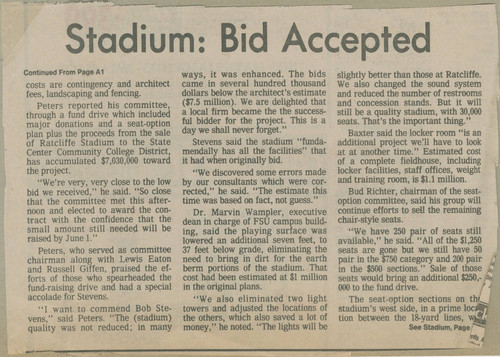 Stadium: Bid Accepted
Continued From Page A1
costs are contingency and architect
fees, landscaping and fencing.
Peters reported his committee,
through a fund drive which included
major donations and a seat-option
plan plus the proceeds from the sale
of Ratcliffe Stadium to the State
Center Community College District,
has accumulated $7,030,000 toward
the project.
"We're very, very close to the low
bid we received," he said. "So close
that the committee met this after-
noon and elected to award the con-
tract with the confidence that the
small amount still needed will be
raised by June 1."
Peters, who served as committee
chairman along with Lewis Eaton
and Russell Giffen, praised the ef-
forts of those who spearheaded the
fund-raising drive and had a special
accolade for Stevens.
"I want to commend Bob Ste-
vens," said Peters. "The (stadium)
quality was not reduced; in many
ways, it was enhanced. The bids
came in several hundred thousand
dollars below the architect's estimate
($7.5 million). We are delighted that
a local firm became the the success-
ful bidder for the project. This is a
day we shall never forget."
Stevens said the stadium "funda-
mendally has all the facilities" that
it had when originally bid.
"We discovered some errors made
by our consultants which were cor-
rected," he said. "The estimate this
time was based on fact, not guess."
Dr. Marvin Wampler, executive
dean in charge of FSU campus build-
ing, said the playing surface was
lowered an additional seven feet, to
37 feet below grade, eliminating the
need to bring in dirt for the earth
berm portions of the stadium. That
cost had been estimated at $1 million
in the original plans.
"We also eliminated two light
towers and adjusted the locations of
the others, which also saved a lot of
money," he noted. "The lights will be
slightly better than those at Ratcliffe.
We also changed the sound system
and reduced the number of restrooms
and concession stands. But it will
still be a quality stadium, with 30,000
seats. That's the important thing."
Baxter said the locker room "is an
additional project we'll have to look
at at another time." Estimated cost
of a complete fieldhouse, including
locker facilities, staff offices, weight
and training room, is $1.1 million.
Bud Richter, chairman of the seat-
option committee, said his group will
continue efforts to sell the remaining
chair-style seats.
"We have 250 pair of seats still
available," he said. "All of the $1,250
seats are gone but we still have 50
pair in the $750 category and 200 pair
in the $500 sections." Sale of those
seats would bring an additional $250,-
000 to the fund drive.
The seat-option sections on the
stadium's west side, in a prime loca-
tion between the 18-yard lines,
See Stadium, Page